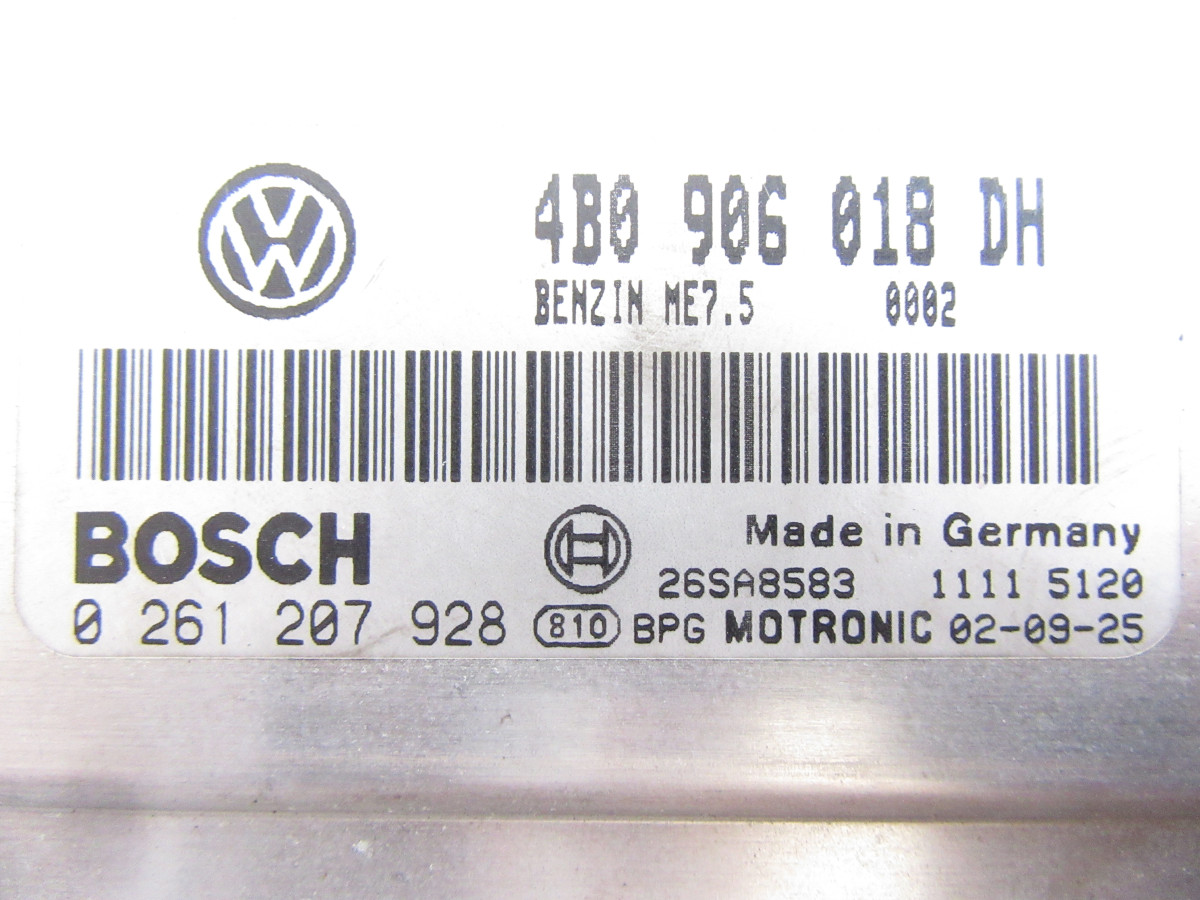 4B0 906 018 DH
BENZIN ME7.5 0002
BOSCH
Made in Germany
26SA8583 1111 5120
0 261 207 928 810 BPG MOTRONIC 02-09-25